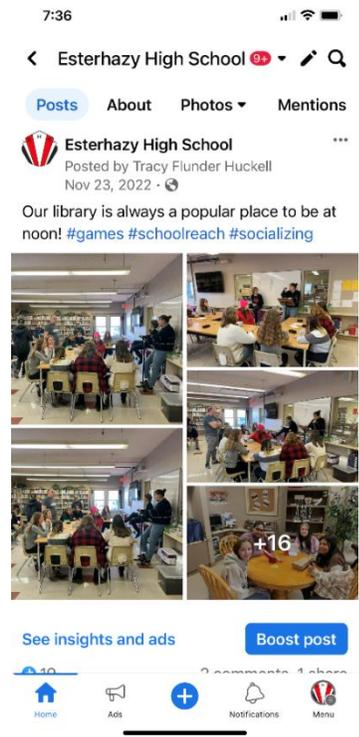 7:36
Esterhazy High School 9+
Posts About Photos Mentions
Esterhazy High School
Posted by Tracy Flunder Huckell
Nov 23, 2022 ·
Our library is always a popular place to be at
noon! #games #schoolreach #socializing
+16
See insights and ads Boost post
10 2 comments 1 share
Home Ads Notifications Menu